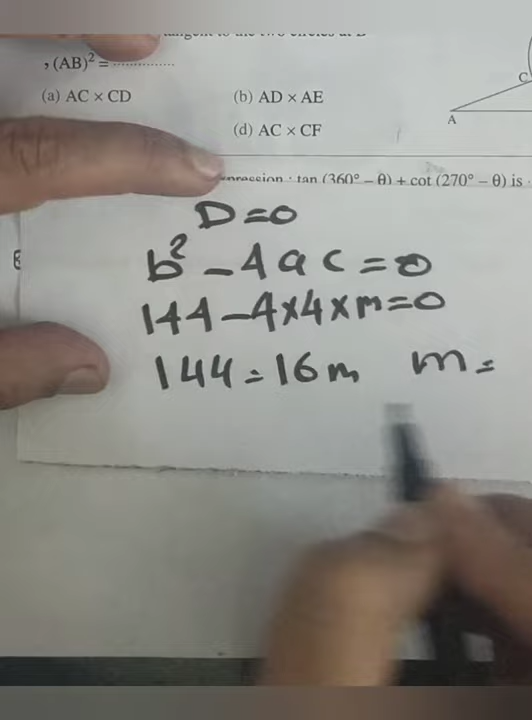 , (AB)² = ...............
(a) AC × CD (b) AD × AE
(d) AC × CF
C
A
tan (360° – θ) + cot (270° – θ) is
D=0
b² – 4 a c = 0
144 – 4×4×m=0
144 = 16m m =